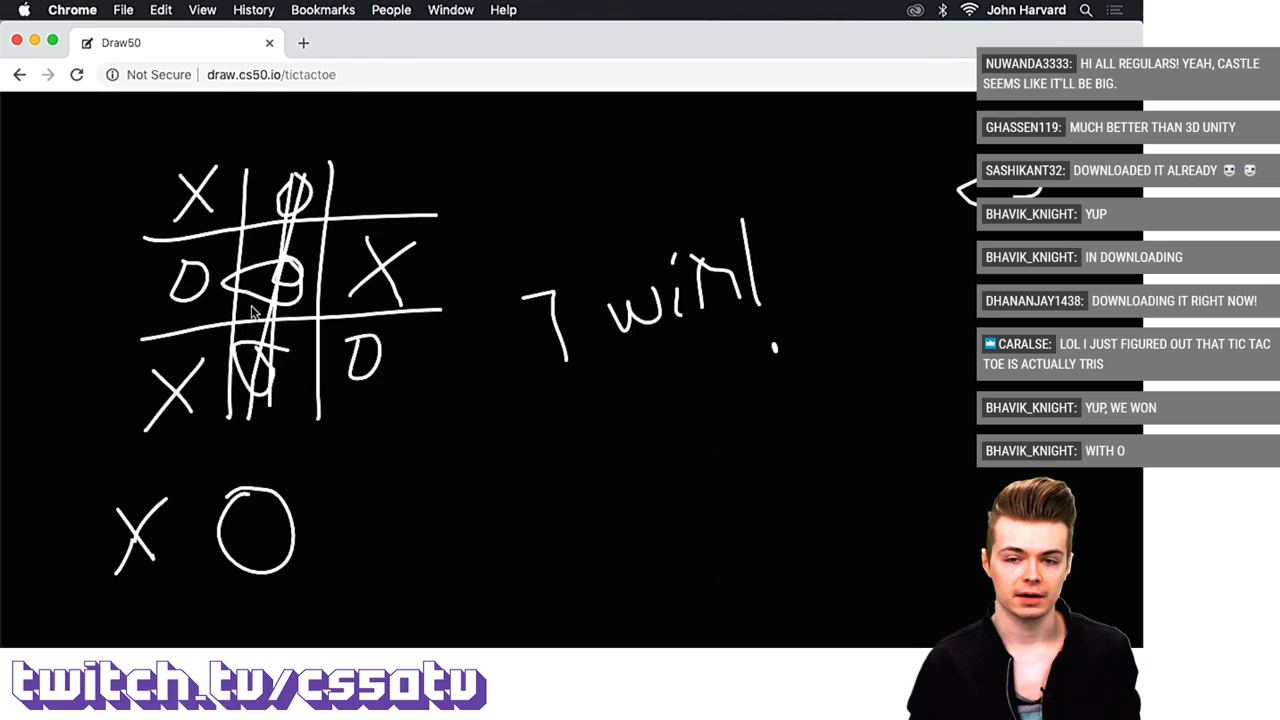 Chrome File Edit View History Bookmarks People Window Help John Harvard
Draw50
Not Secure draw.cs50.io/tictactoe
NUWANDA3333: HI ALL REGULARS! YEAH, CASTLE
SEEMS LIKE IT'LL BE BIG.
GHASSEN119: MUCH BETTER THAN 3D UNITY
SASHIKANT32: DOWNLOADED IT ALREADY
BHAVIK_KNIGHT: YUP
BHAVIK_KNIGHT: IN DOWNLOADING
DHANANJAY1438: DOWNLOADING IT RIGHT NOW!
CARALSE: LOL I JUST FIGURED OUT THAT TIC TAC
TOE IS ACTUALLY TRIS
BHAVIK_KNIGHT: YUP, WE WON
BHAVIK_KNIGHT: WITH O
X O
O O X
X O O
win!
X O
twitch.tv/cs50tv